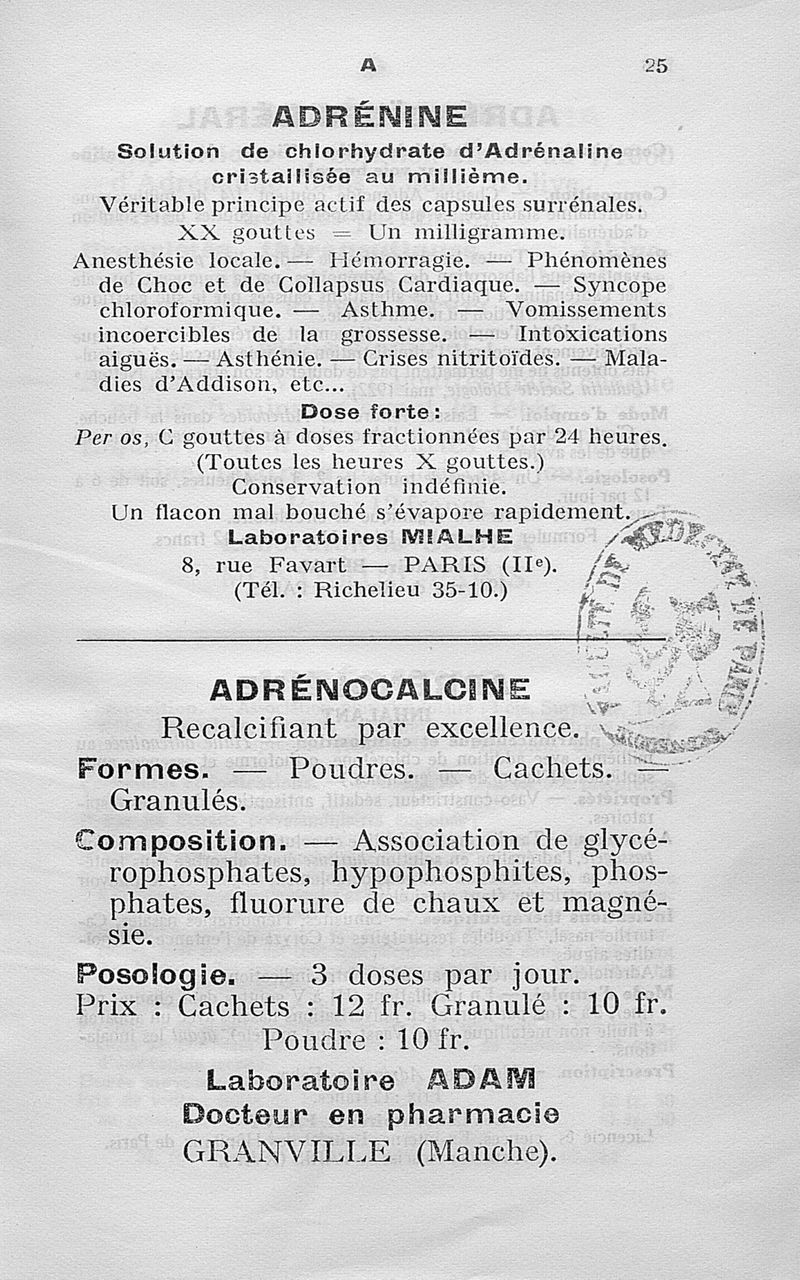 A 25
ADRÉNINE
Solution de chlorhydrate d'Adrénaline
cristallisée au millième.
Véritable principe actif des capsules surrénales.
XX gouttes = Un milligramme.
Anesthésie locale. — Hémorragie. — Phénomènes
de Choc et de Collapsus Cardiaque. — Syncope
chloroformique. — Asthme. — Vomissements
incoercibles de la grossesse. — Intoxications
aiguës. — Asthénie. — Crises nitritoïdes. — Mala-
dies d'Addison, etc...
Dose forte:
Per os, C gouttes à doses fractionnées par 24 heures.
(Toutes les heures X gouttes.)
Conservation indéfinie.
Un flacon mal bouché s'évapore rapidement.
Laboratoires MIALHE
8, rue Favart — PARIS (IIe).
(Tél. : Richelieu 35-10.)
FACULTÉ DE MÉDECINE DE PARIS
ADRÉNOCALCINE
Recalcifiant par excellence.
Formes. — Poudres. — Cachets. —
Granulés.
Composition. — Association de glycé-
rophosphates, hypophosphites, phos-
phates, fluorure de chaux et magné-
sie.
Posologie. — 3 doses par jour.
Prix : Cachets : 12 fr. Granulé : 10 fr.
Poudre : 10 fr.
Laboratoire ADAM
Docteur en pharmacie
GRANVILLE (Manche).